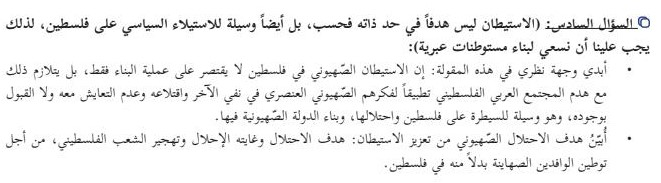 السؤال السادس: (الاستيطان ليس هدفاً في حد ذاته فحسب، بل أيضاً وسيلة للاستيلاء السياسي على فلسطين، لذلك
يجب علينا أن نسعي لبناء مستوطنات عبرية):
• أبدي وجهة نظري في هذه المقولة: إن الاستيطان الصّهيوني في فلسطين لا يقتصر على عملية البناء فقط، بل يتلازم ذلك
مع هدم المجتمع العربي الفلسطيني تطبيقاً لفكرهم الصّهيوني العنصري في نفي الآخر واقتلاعه وعدم التعايش معه ولا القبول
بوجوده، وهو وسيلة للسيطرة على فلسطين واحتلالها، وبناء الدولة الصّهيونية فيها.
• أُبيّنُ هدف الاحتلال الصّهيوني من تعزيز الاستيطان: هدف الاحتلال وغايته الإحلال وتهجير الشعب الفلسطيني، من أجل
توطين الوافدين الصهاينة بدلاً منه في فلسطين.